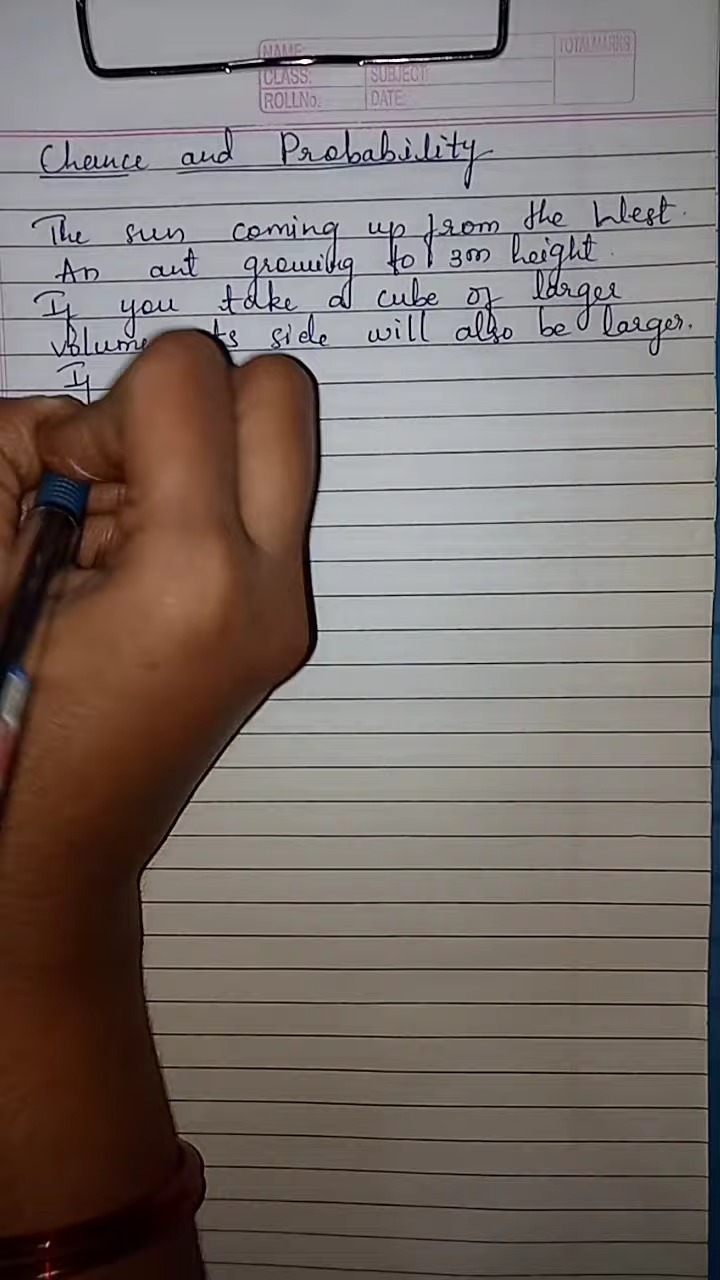 NAME: TOTAL MARKS
CLASS: SUBJECT:
ROLL No. DATE:
Chance and Probability
The sun coming up from the West.
An ant growing to 3m height.
If you take a cube of larger
volume side will also be larger.
If